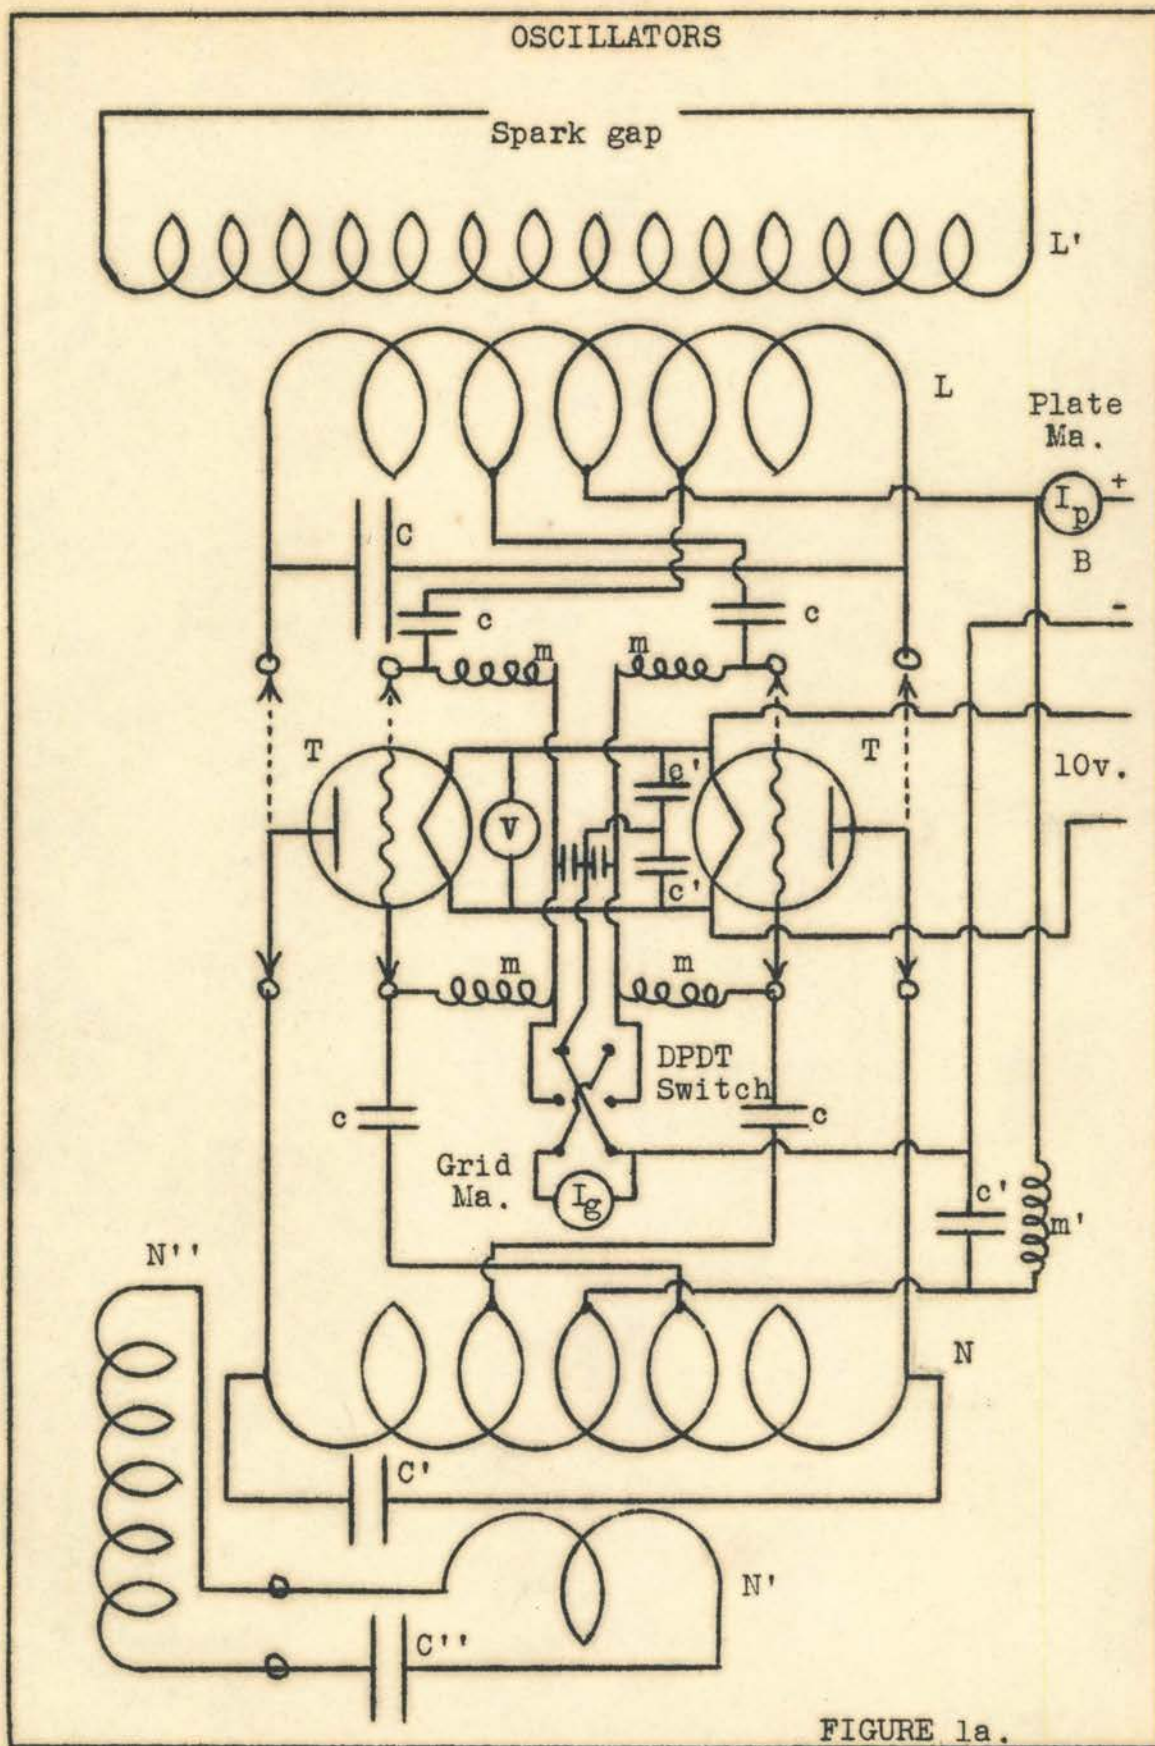 OSCILLATORS
Spark gap
L'
L
Plate
Ma.
+
Ip
B
C
-
c
c
m
m
T
T
c'
10v.
V
c'
m
m
DPDT
Switch
c
c
Grid
Ma.
Ig
c'
m'
N''
N
C'
N'
C''
FIGURE 1a.